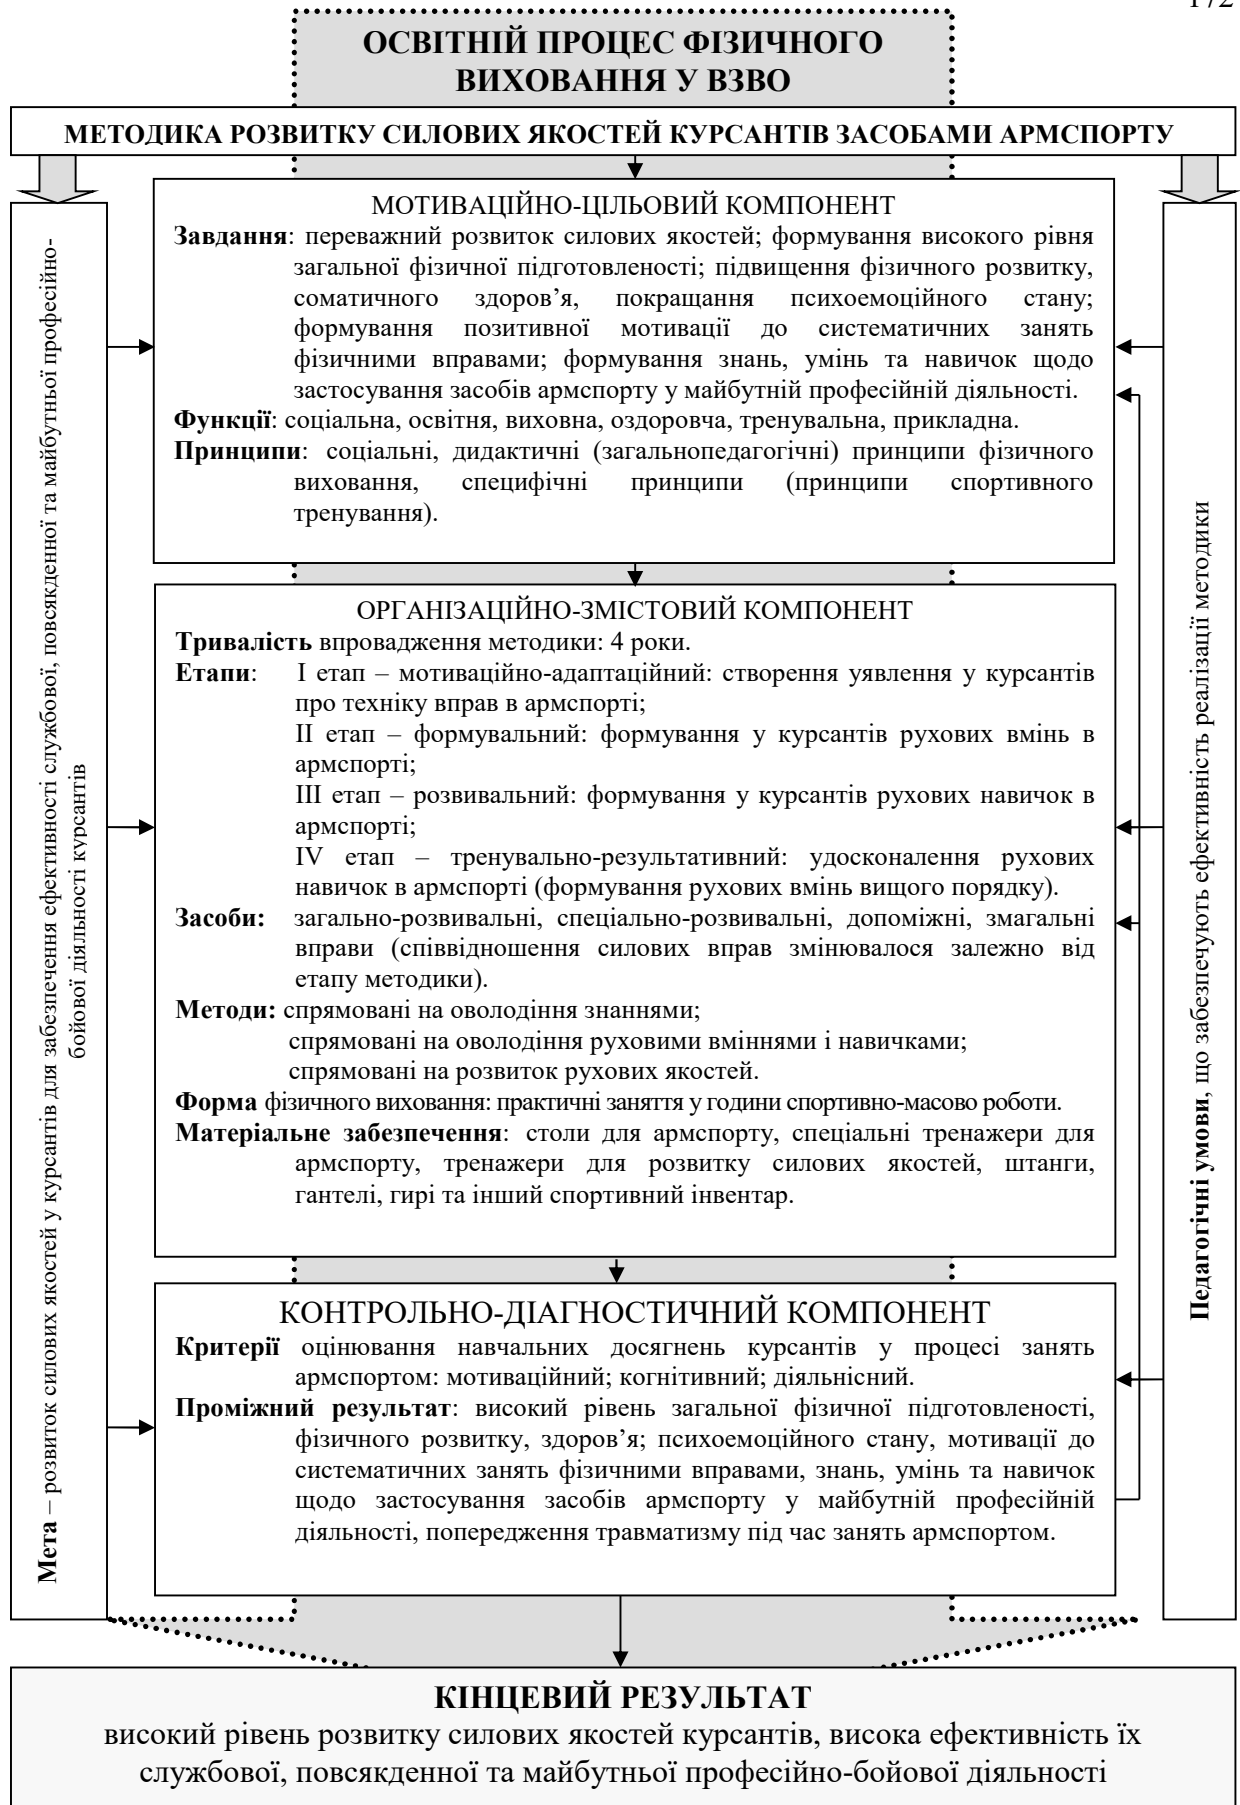 ОСВІТНІЙ ПРОЦЕС ФІЗИЧНОГО
ВИХОВАННЯ У ВЗВО
МЕТОДИКА РОЗВИТКУ СИЛОВИХ ЯКОСТЕЙ КУРСАНТІВ ЗАСОБАМИ АРМСПОРТУ
Мета – розвиток силових якостей у курсантів для забезпечення ефективності службової, повсякденної та майбутньої професійно-
бойової діяльності курсантів
МОТИВАЦІЙНО-ЦІЛЬОВИЙ КОМПОНЕНТ
Завдання: переважний розвиток силових якостей; формування високого рівня
загальної фізичної підготовленості; підвищення фізичного розвитку,
соматичного здоров’я, покращання психоемоційного стану;
формування позитивної мотивації до систематичних занять
фізичними вправами; формування знань, умінь та навичок щодо
застосування засобів армспорту у майбутній професійній діяльності.
Функції: соціальна, освітня, виховна, оздоровча, тренувальна, прикладна.
Принципи: соціальні, дидактичні (загальнопедагогічні) принципи фізичного
виховання, специфічні принципи (принципи спортивного
тренування).
ОРГАНІЗАЦІЙНО-ЗМІСТОВИЙ КОМПОНЕНТ
Тривалість впровадження методики: 4 роки.
Етапи: І етап – мотиваційно-адаптаційний: створення уявлення у курсантів
про техніку вправ в армспорті;
ІІ етап – формувальний: формування у курсантів рухових вмінь в
армспорті;
ІІІ етап – розвивальний: формування у курсантів рухових навичок в
армспорті;
IV етап – тренувально-результативний: удосконалення рухових
навичок в армспорті (формування рухових вмінь вищого порядку).
Засоби: загально-розвивальні, спеціально-розвивальні, допоміжні, змагальні
вправи (співвідношення силових вправ змінювалося залежно від
етапу методики).
Методи: спрямовані на оволодіння знаннями;
спрямовані на оволодіння руховими вміннями і навичками;
спрямовані на розвиток рухових якостей.
Форма фізичного виховання: практичні заняття у години спортивно-масово роботи.
Матеріальне забезпечення: столи для армспорту, спеціальні тренажери для
армспорту, тренажери для розвитку силових якостей, штанги,
гантелі, гирі та інший спортивний інвентар.
КОНТРОЛЬНО-ДІАГНОСТИЧНИЙ КОМПОНЕНТ
Критерії оцінювання навчальних досягнень курсантів у процесі занять
армспортом: мотиваційний; когнітивний; діяльнісний.
Проміжний результат: високий рівень загальної фізичної підготовленості,
фізичного розвитку, здоров’я; психоемоційного стану, мотивації до
систематичних занять фізичними вправами, знань, умінь та навичок
щодо застосування засобів армспорту у майбутній професійній
діяльності, попередження травматизму під час занять армспортом.
Педагогічні умови, що забезпечують ефективність реалізації методики
КІНЦЕВИЙ РЕЗУЛЬТАТ
високий рівень розвитку силових якостей курсантів, висока ефективність їх
службової, повсякденної та майбутньої професійно-бойової діяльності